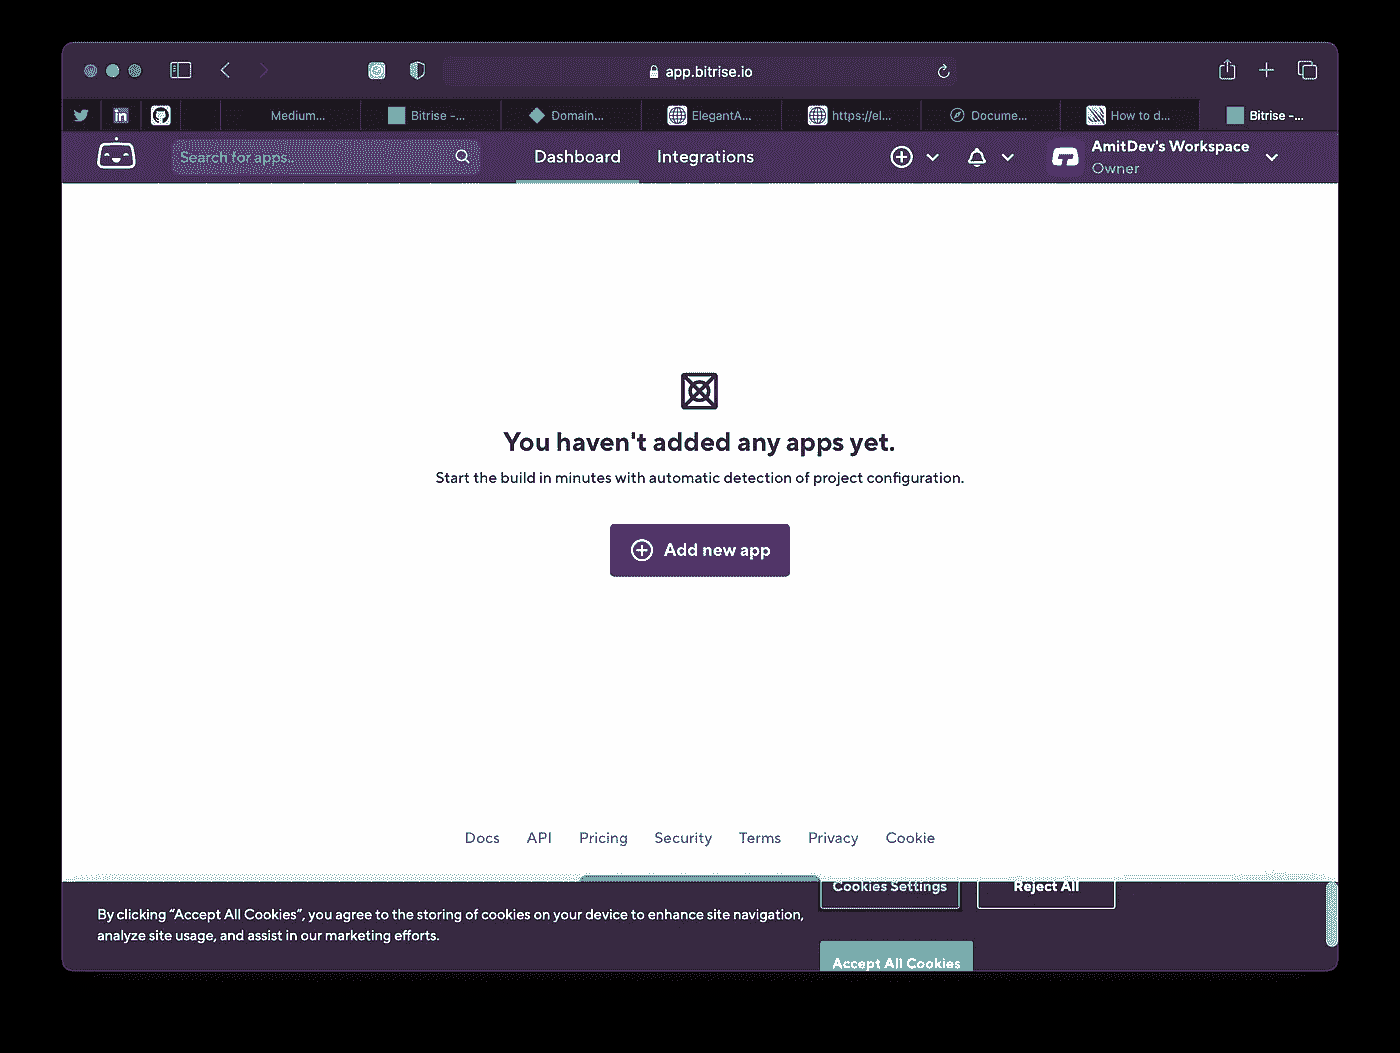 app.bitrise.io
in
Medium...
Bitrise -...
Domain...
ElegantA...
https://el...
Docume...
How to d...
Bitrise -...
Search for apps..
Dashboard
Integrations
AmitDev's Workspace
Owner
You haven't added any apps yet.
Start the build in minutes with automatic detection of project configuration.
Add new app
Docs
API
Pricing
Security
Terms
Privacy
Cookie
Cookies Settings
Reject All
By clicking “Accept All Cookies”, you agree to the storing of cookies on your device to enhance site navigation,
analyze site usage, and assist in our marketing efforts.
Accept All Cookies